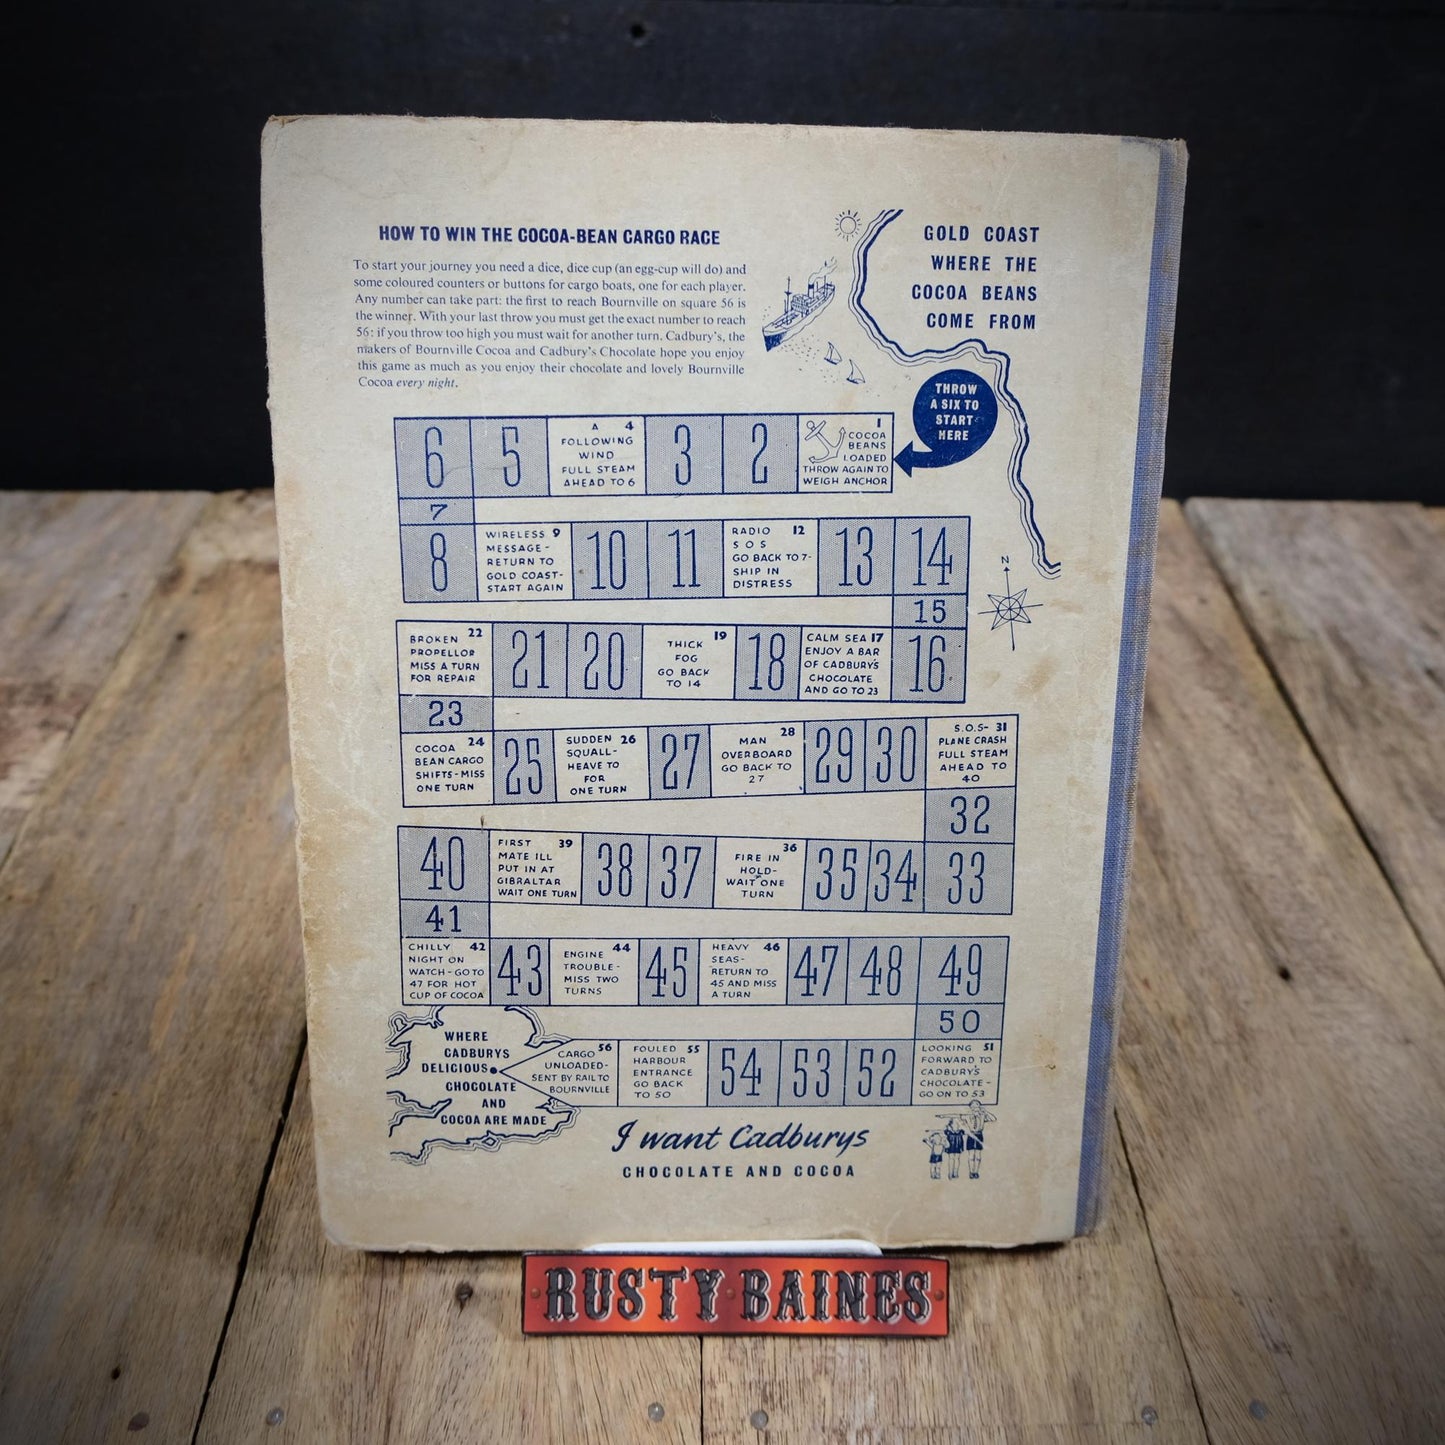 HOW TO WIN THE COCOA-BEAN CARGO RACE
To start your journey you need a dice, dice cup (an egg-cup will do) and
some coloured counters or buttons for cargo boats, one for each player.
Any number can take part: the first to reach Bournville on square 56 is
the winner. With your last throw you must get the exact number to reach
56: if you throw too high you must wait for another turn. Cadbury's, the
makers of Bournville Cocoa and Cadbury's Chocolate hope you enjoy
this game as much as you enjoy their chocolate and lovely Bournville
Cocoa every night.
GOLD COAST
WHERE THE
COCOA BEANS
COME FROM
THROW
A SIX TO
START
HERE
6
5
A 4
FOLLOWING
WIND
FULL STEAM
AHEAD TO 6
3
2
1
COCOA
BEANS
LOADED
THROW AGAIN TO
WEIGH ANCHOR
7
8
WIRELESS 9
MESSAGE-
RETURN TO
GOLD COAST-
START AGAIN
10
11
RADIO 12
S O S
GO BACK TO 7-
SHIP IN
DISTRESS
13
14
N
15
BROKEN 22
PROPELLOR
MISS A TURN
FOR REPAIR
21
20
19
THICK
FOG
GO BACK
TO 14
18
CALM SEA 17
ENJOY A BAR
OF CADBURY'S
CHOCOLATE
AND GO TO 23
16
23
COCOA 24
BEAN CARGO
SHIFTS-MISS
ONE TURN
25
SUDDEN 26
SQUALL-
HEAVE TO
FOR
ONE TURN
27
MAN 28
OVERBOARD
GO BACK TO
27
29
30
S.O.S- 31
PLANE CRASH
FULL STEAM
AHEAD TO
40
32
40
FIRST 39
MATE ILL
PUT IN AT
GIBRALTAR
WAIT ONE TURN
38
37
36
FIRE IN
HOLD-
WAIT ONE
TURN
35
34
33
41
CHILLY 42
NIGHT ON
WATCH-GO TO
47 FOR HOT
CUP OF COCOA
43
44
ENGINE
TROUBLE-
MISS TWO
TURNS
45
HEAVY 46
SEAS-
RETURN TO
45 AND MISS
A TURN
47
48
49
50
WHERE
CADBURYS
DELICIOUS
CHOCOLATE
AND
COCOA ARE MADE
CARGO 56
UNLOADED-
SENT BY RAIL TO
BOURNVILLE
FOULED 55
HARBOUR
ENTRANCE
GO BACK
TO 50
54
53
52
LOOKING 51
FORWARD TO
CADBURY'S
CHOCOLATE-
GO ON TO 53
I want Cadburys
CHOCOLATE AND COCOA
RUSTY BAINES